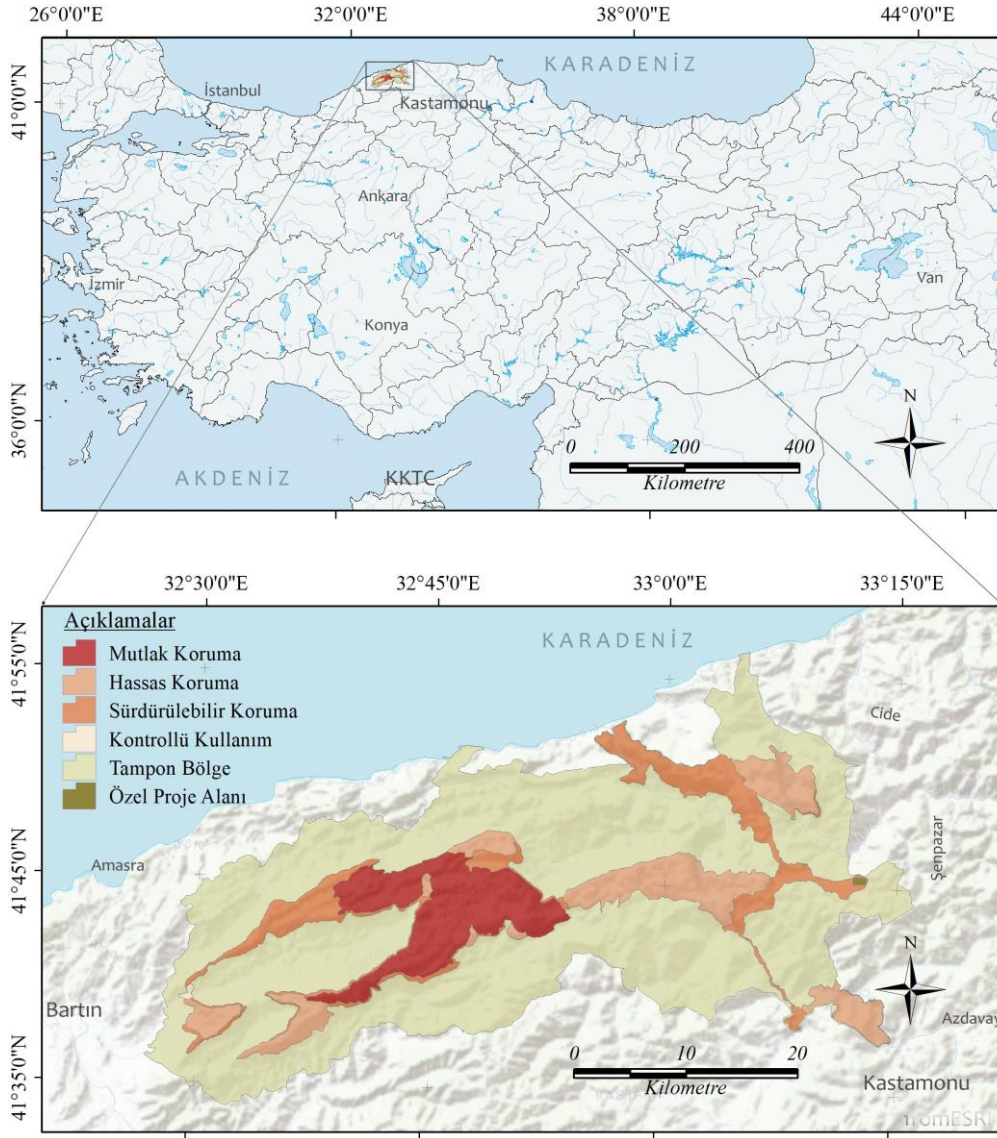 26°0'0"E 32°0'0"E 38°0'0"E 44°0'0"E
41°0'0"N
36°0'0"N
KARADENİZ
İstanbul
Kastamonu
Ankara
İzmir
Van
Konya
AKDENİZ
KKTC
N
0 200 400
Kilometre
32°30'0"E 32°45'0"E 33°0'0"E 33°15'0"E
41°55'0"N
41°45'0"N
41°35'0"N
Açıklamalar
Mutlak Koruma
Hassas Koruma
Sürdürülebilir Koruma
Kontrollü Kullanım
Tampon Bölge
Özel Proje Alanı
KARADENİZ
Cide
Amasra
Şenpazar
N
Bartın
Azdavay
0 10 20
Kilometre
Kastamonu
romESRI